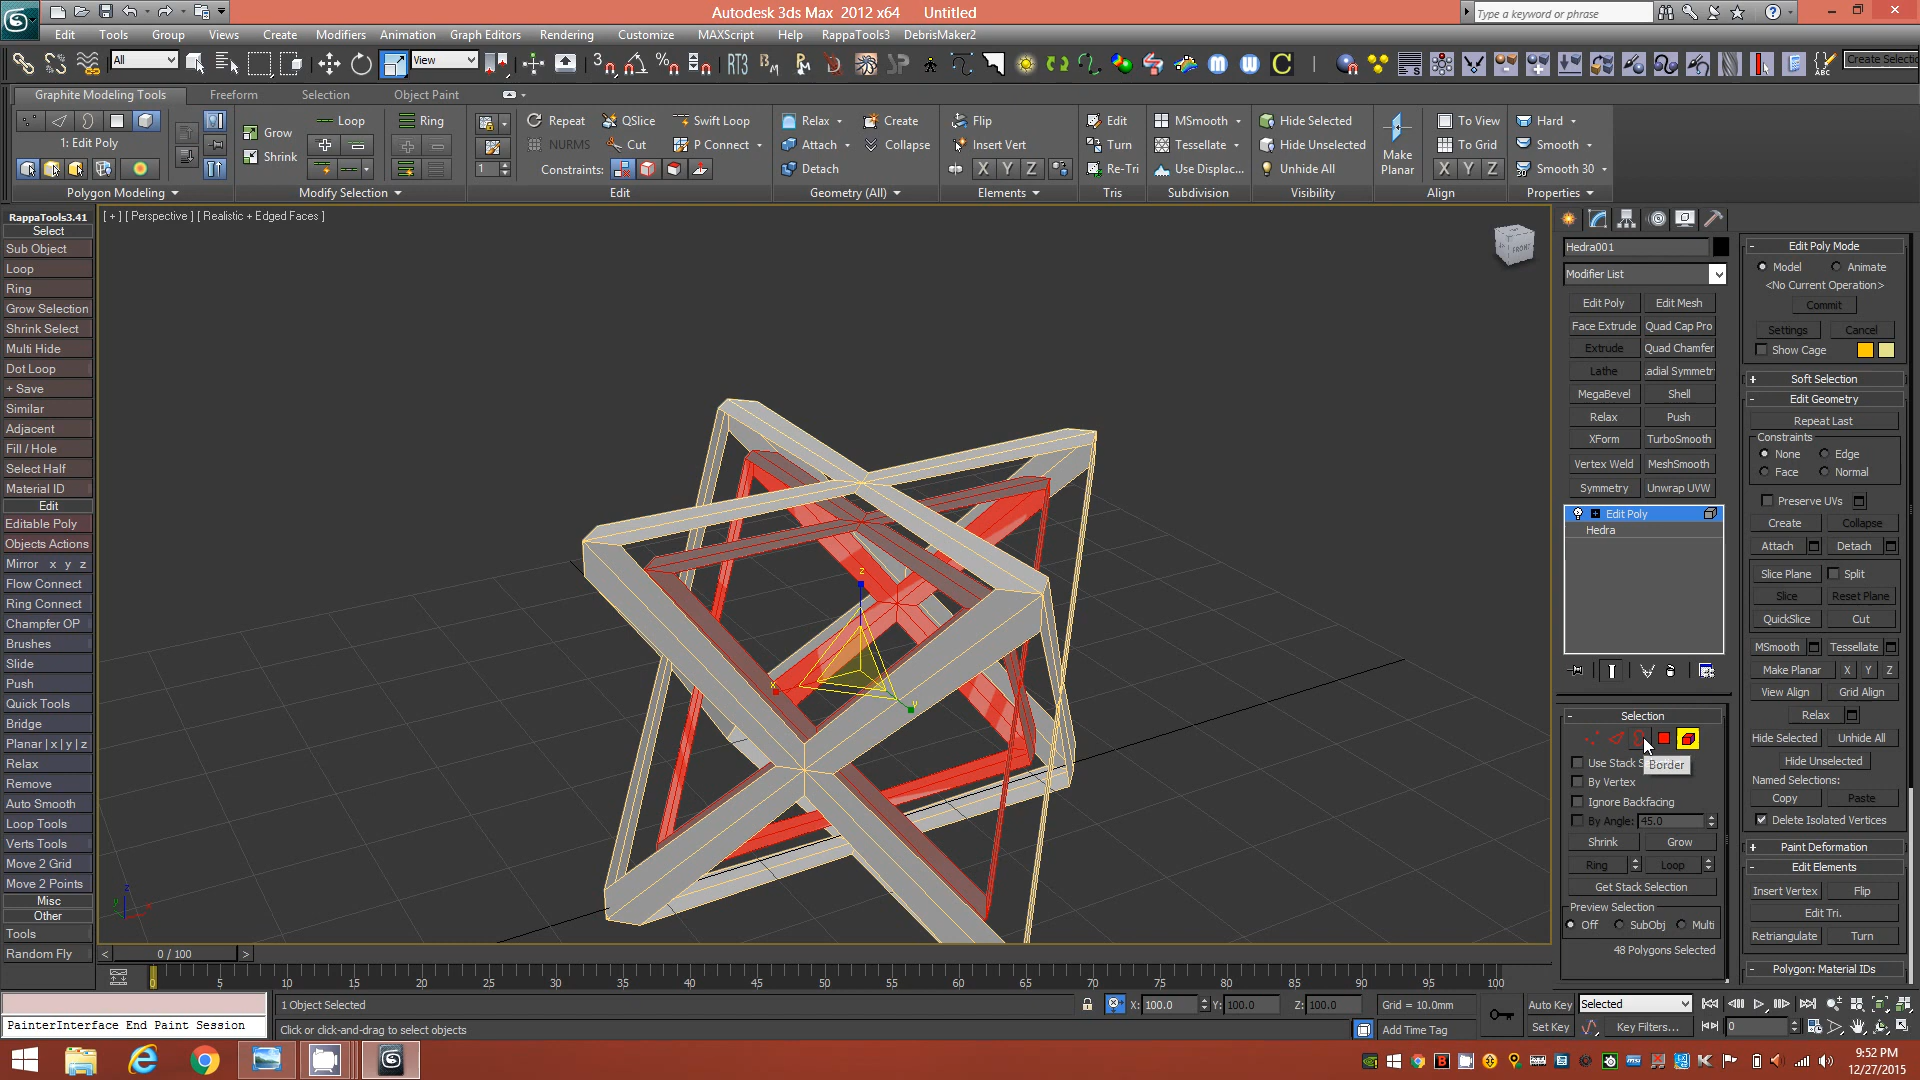 Autodesk 3ds Max 2012 x64 Untitled
Type a keyword or phrase
Edit Tools Group Views Create Modifiers Animation Graph Editors Rendering Customize MAXScript Help RappaTools3 DebrisMaker2
All View RT3 Create Selectio
Graphite Modeling Tools Freeform Selection Object Paint
Loop Ring Repeat QSlice Swift Loop Relax Create Flip Edit MSmooth Hide Selected To View Hard
1: Edit Poly Grow NURMS Cut P Connect Attach Collapse Insert Vert Turn Tessellate Hide Unselected Make Planar To Grid Smooth
Shrink 1 Constraints: Detach X Y Z Re-Tri Use Displac... Unhide All X Y Z Smooth 30
Polygon Modeling Modify Selection Edit Geometry (All) Elements Tris Subdivision Visibility Align Properties
RappaTools3.41
Select
Sub Object
Loop
Ring
Grow Selection
Shrink Select
Multi Hide
Dot Loop
+ Save
Similar
Adjacent
Fill / Hole
Select Half
Material ID
Edit
Editable Poly
Objects Actions
Mirror x y z
Flow Connect
Ring Connect
Champfer OP
Brushes
Slide
Push
Quick Tools
Bridge
Planar | x | y | z
Relax
Remove
Auto Smooth
Loop Tools
Verts Tools
Move 2 Grid
Move 2 Points
Misc
Other
Tools
Random Fly
[ + ] [ Perspective ] [ Realistic + Edged Faces ]
FRONT
z
x
y
Hedra001
Modifier List
Edit Poly Edit Mesh
Face Extrude Quad Cap Pro
Extrude Quad Chamfer
Lathe adial Symmetr
MegaBevel Shell
Relax Push
XForm TurboSmooth
Vertex Weld MeshSmooth
Symmetry Unwrap UVW
Edit Poly
Hedra
- Selection
Use Stack S
Border
By Vertex
Ignore Backfacing
By Angle: 45.0
Shrink Grow
Ring Loop
Get Stack Selection
Preview Selection
Off SubObj Multi
48 Polygons Selected
- Edit Poly Mode
Model Animate
<No Current Operation>
Commit
Settings Cancel
Show Cage
+ Soft Selection
- Edit Geometry
Repeat Last
Constraints
None Edge
Face Normal
Preserve UVs
Create Collapse
Attach Detach
Slice Plane Split
Slice Reset Plane
QuickSlice Cut
MSmooth Tessellate
Make Planar X Y Z
View Align Grid Align
Relax
Hide Selected Unhide All
Hide Unselected
Named Selections:
Copy Paste
Delete Isolated Vertices
+ Paint Deformation
- Edit Elements
Insert Vertex Flip
Edit Tri.
Retriangulate Turn
- Polygon: Material IDs
< 0 / 100 >
0 5 10 15 20 25 30 35 40 45 50 55 60 65 70 75 80 85 90 95 100
1 Object Selected X: 100.0 Y: 100.0 Z: 100.0 Grid = 10.0mm Auto Key Selected
PainterInterface End Paint Session Click or click-and-drag to select objects Add Time Tag Set Key Key Filters... 0
9:52 PM
12/27/2015